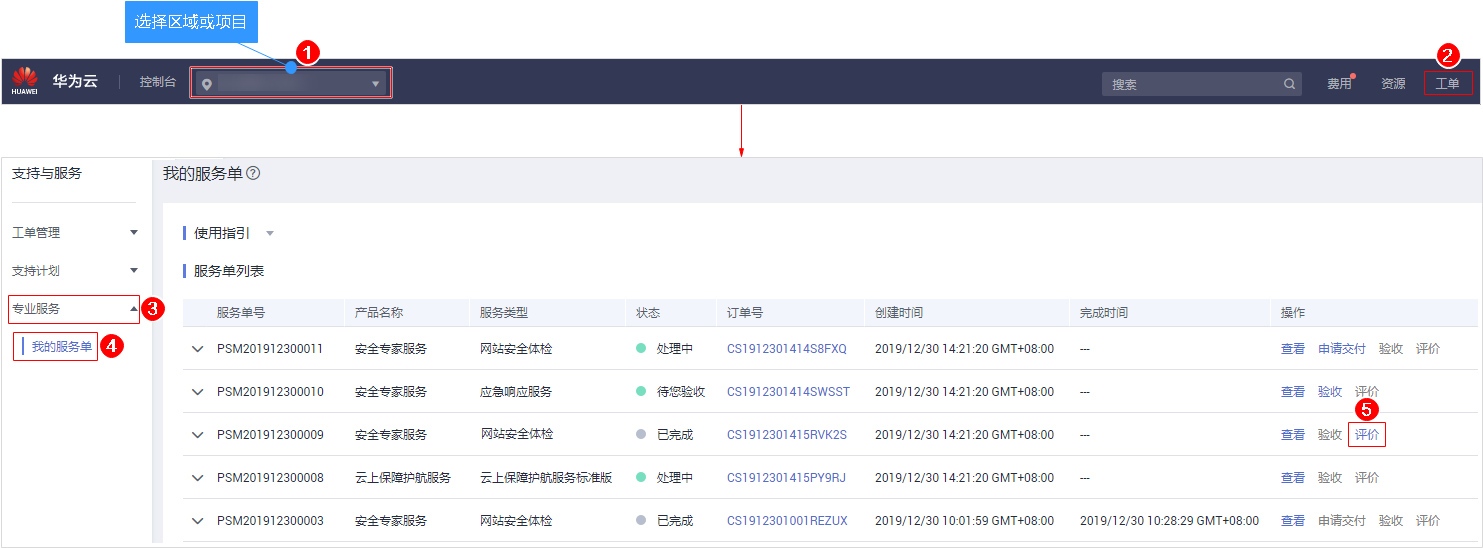 选择区域或项目
1
2
HUAWEI 华为云 控制台 搜索 费用 资源 工单
支持与服务 我的服务单 ?
工单管理 使用指引
支持计划 服务单列表
专业服务 3
我的服务单 4
服务单号 产品名称 服务类型 状态 订单号 创建时间 完成时间 操作
PSM201912300011 安全专家服务 网站安全体检 处理中 CS1912301414S8FXQ 2019/12/30 14:21:20 GMT+08:00 --- 查看 申请交付 验收 评价
PSM201912300010 安全专家服务 应急响应服务 待您验收 CS1912301414SWSST 2019/12/30 14:21:20 GMT+08:00 --- 查看 验收 评价
5
PSM201912300009 安全专家服务 网站安全体检 已完成 CS1912301415RVK2S 2019/12/30 14:21:20 GMT+08:00 --- 查看 验收 评价
PSM201912300008 云上保障护航服务 云上保障护航服务标准版 处理中 CS1912301415PY9RJ 2019/12/30 14:21:20 GMT+08:00 --- 查看 验收 评价
PSM201912300003 安全专家服务 网站安全体检 已完成 CS1912301001REZUX 2019/12/30 10:01:59 GMT+08:00 2019/12/30 10:28:29 GMT+08:00 查看 申请交付 验收 评价